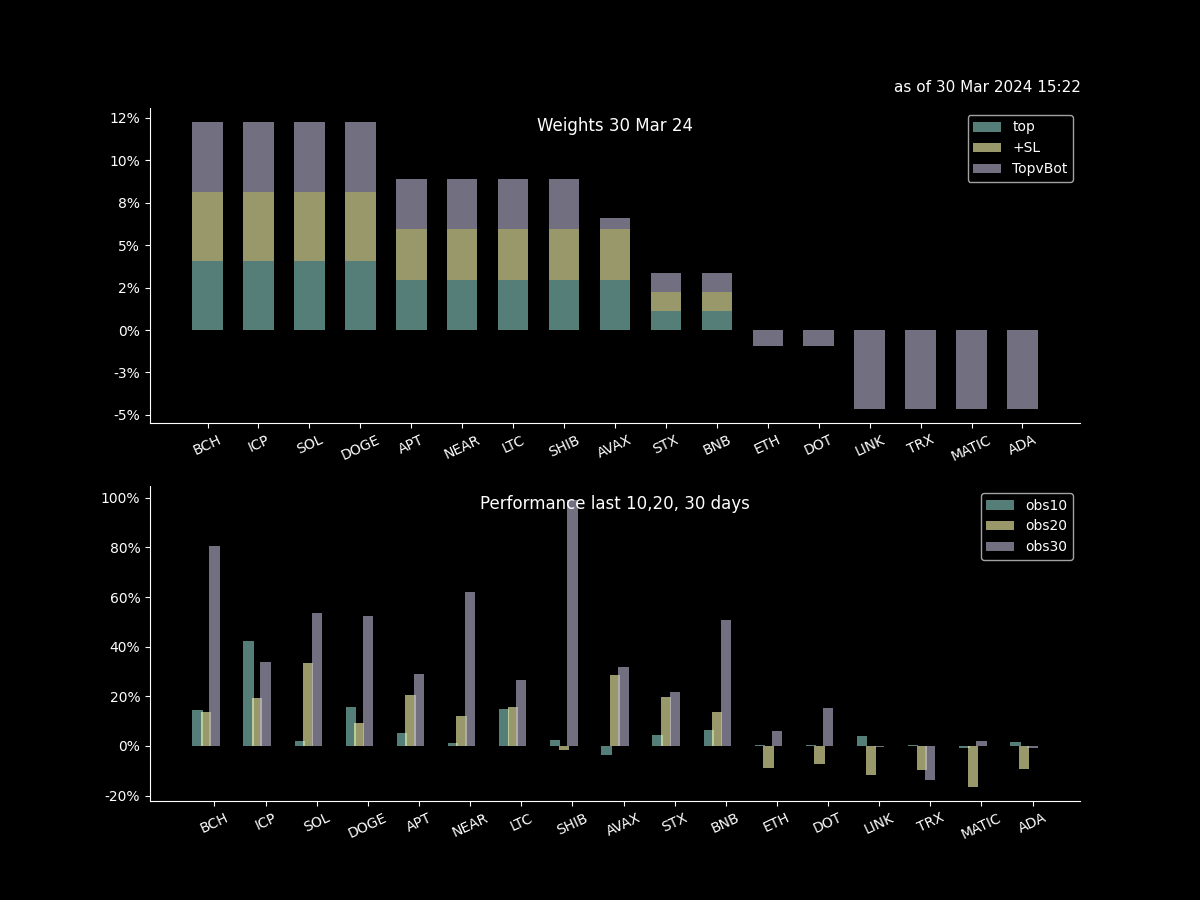 as of 30 Mar 2024 15:22
Weights 30 Mar 24
top
+SL
TopvBot
12%
10%
8%
5%
2%
0%
-3%
-5%
BCH ICP SOL DOGE APT NEAR LTC SHIB AVAX STX BNB ETH DOT LINK TRX MATIC ADA
Performance last 10,20, 30 days
obs10
obs20
obs30
100%
80%
60%
40%
20%
0%
-20%
BCH ICP SOL DOGE APT NEAR LTC SHIB AVAX STX BNB ETH DOT LINK TRX MATIC ADA